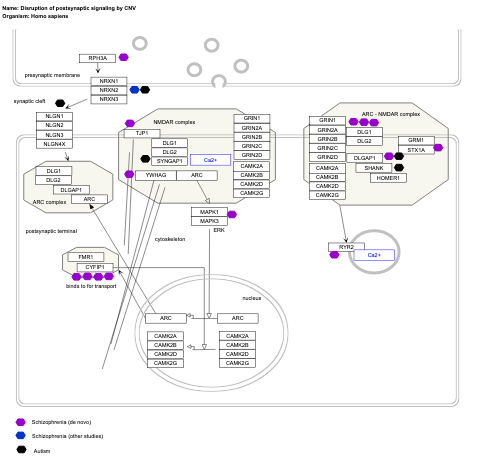 Name: Disruption of postsynaptic signaling by CNV
Organism: Homo sapiens
RPH3A
presynaptic membrane
NRXN1
NRXN2
NRXN3
synaptic cleft
NLGN1
NLGN2
NLGN3
NLGN4X
NMDAR complex
TJP1
DLG1
DLG2
SYNGAP1
Ca2+
YWHAG
ARC
GRIN1
GRIN2A
GRIN2B
GRIN2C
GRIN2D
CAMK2A
CAMK2B
CAMK2D
CAMK2G
ARC - NMDAR complex
GRIN1
GRIN2A
GRIN2B
GRIN2C
GRIN2D
CAMK2A
CAMK2B
CAMK2D
CAMK2G
DLG1
DLG2
DLGAP1
SHANK
HOMER1
GRM1
STX1A
DLG1
DLG2
DLGAP1
ARC
ARC complex
MAPK1
MAPK3
ERK
postsynaptic terminal
cytoskeleton
RYR2
Ca2+
FMR1
CYFIP1
binds to for transport
nucleus
ARC
ARC
CAMK2A
CAMK2B
CAMK2D
CAMK2G
CAMK2A
CAMK2B
CAMK2D
CAMK2G
Schizophrenia (de novo)
Schizophrenia (other studies)
Autism